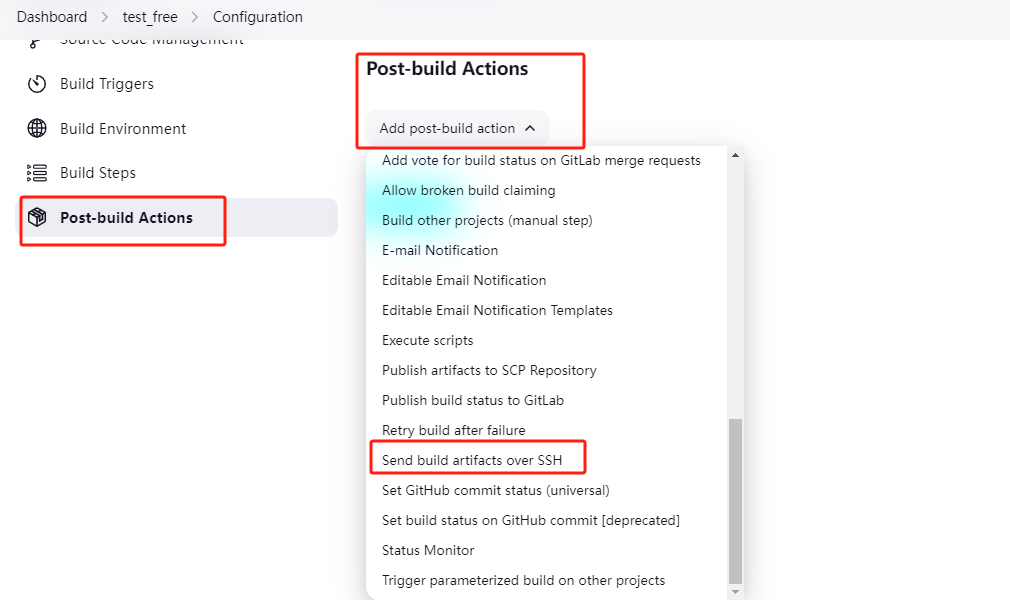 Dashboard > test_free > Configuration
Source Code Management
Build Triggers
Build Environment
Build Steps
Post-build Actions
Post-build Actions
Add post-build action
Add vote for build status on GitLab merge requests
Allow broken build claiming
Build other projects (manual step)
E-mail Notification
Editable Email Notification
Editable Email Notification Templates
Execute scripts
Publish artifacts to SCP Repository
Publish build status to GitLab
Retry build after failure
Send build artifacts over SSH
Set GitHub commit status (universal)
Set build status on GitHub commit [deprecated]
Status Monitor
Trigger parameterized build on other projects